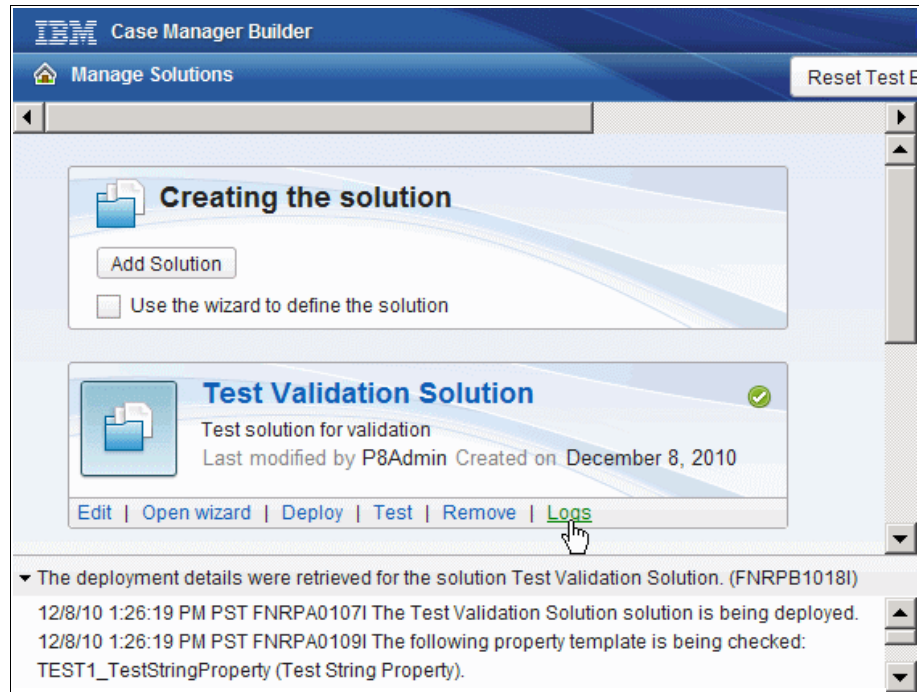 IBM Case Manager Builder
Manage Solutions
Reset Test E
Creating the solution
Add Solution
Use the wizard to define the solution
Test Validation Solution
Test solution for validation
Last modified by P8Admin Created on December 8, 2010
Edit | Open wizard | Deploy | Test | Remove | Logs
The deployment details were retrieved for the solution Test Validation Solution. (FNRPB1018I)
12/8/10 1:26:19 PM PST FNRPA0107I The Test Validation Solution solution is being deployed.
12/8/10 1:26:19 PM PST FNRPA0109I The following property template is being checked:
TEST1_TestStringProperty (Test String Property).